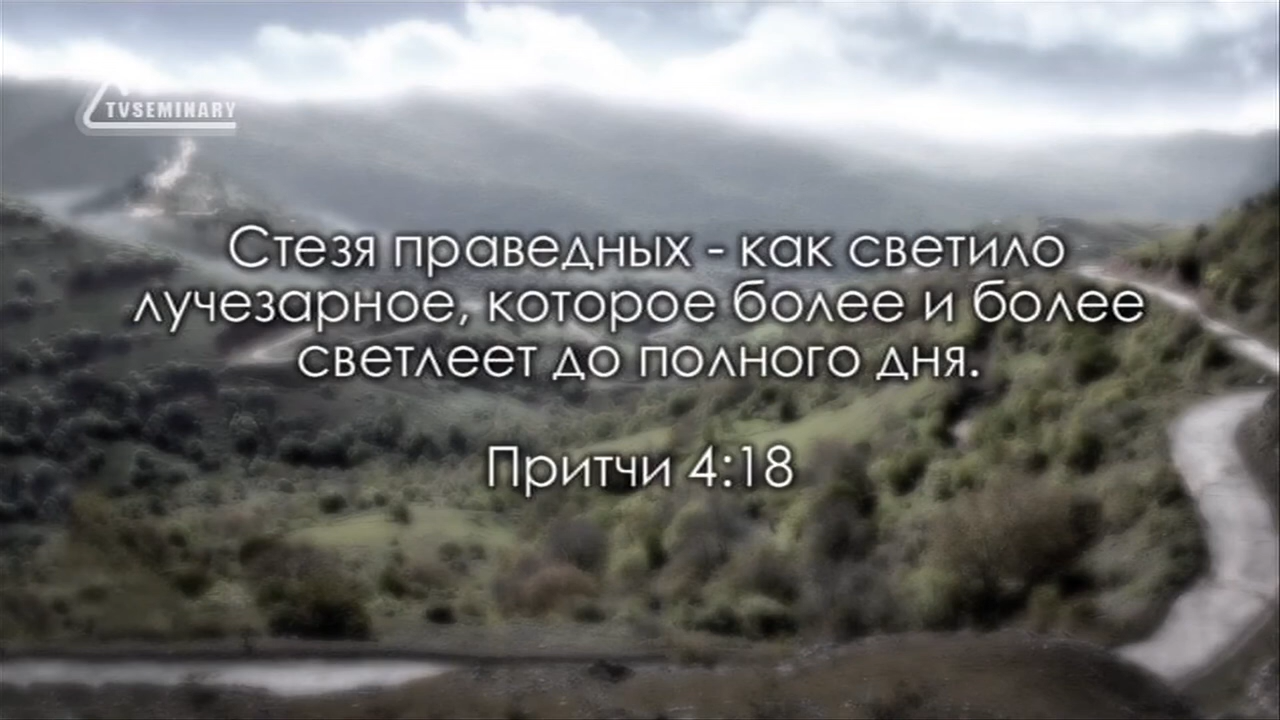 TVSEMINARY
Стезя праведных - как светило
лучезарное, которое более и более
светлеет до полного дня.
Притчи 4:18